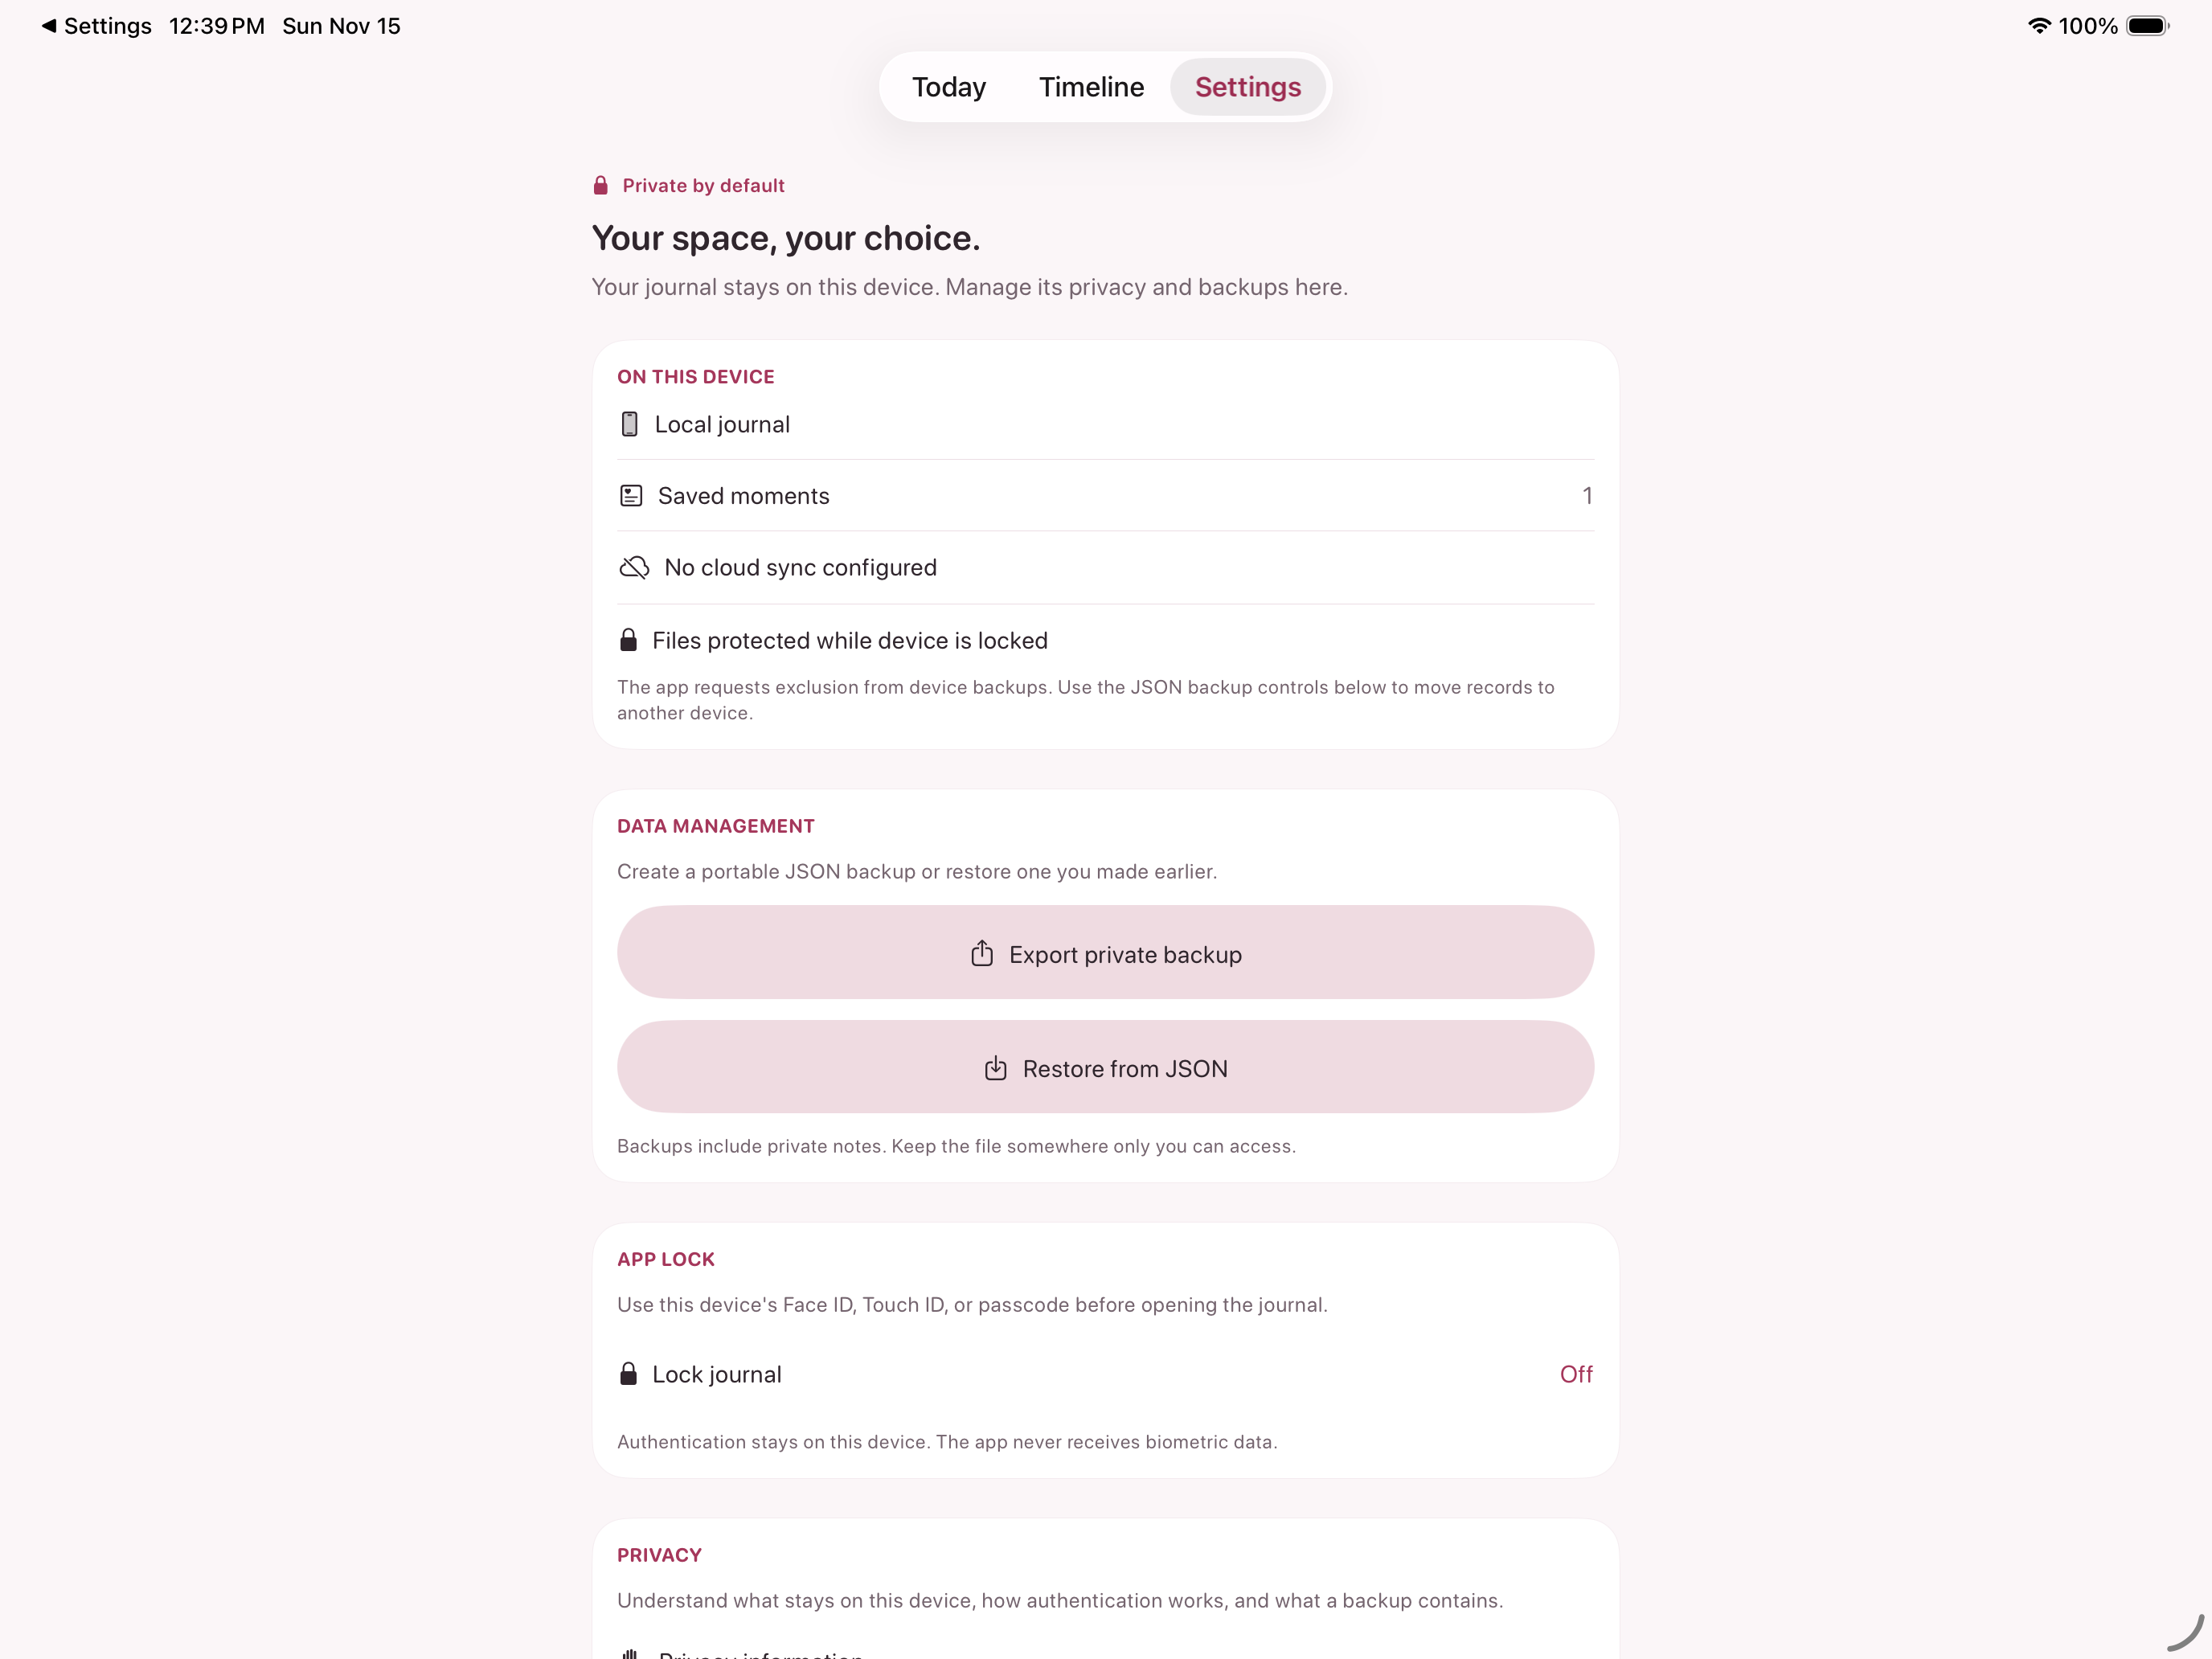 Settings 12:39 PM Sun Nov 15
100%
Today Timeline Settings
Private by default
Your space, your choice.
Your journal stays on this device. Manage its privacy and backups here.
ON THIS DEVICE
Local journal
Saved moments 1
No cloud sync configured
Files protected while device is locked
The app requests exclusion from device backups. Use the JSON backup controls below to move records to
another device.
DATA MANAGEMENT
Create a portable JSON backup or restore one you made earlier.
Export private backup
Restore from JSON
Backups include private notes. Keep the file somewhere only you can access.
APP LOCK
Use this device's Face ID, Touch ID, or passcode before opening the journal.
Lock journal Off
Authentication stays on this device. The app never receives biometric data.
PRIVACY
Understand what stays on this device, how authentication works, and what a backup contains.
Privacy information